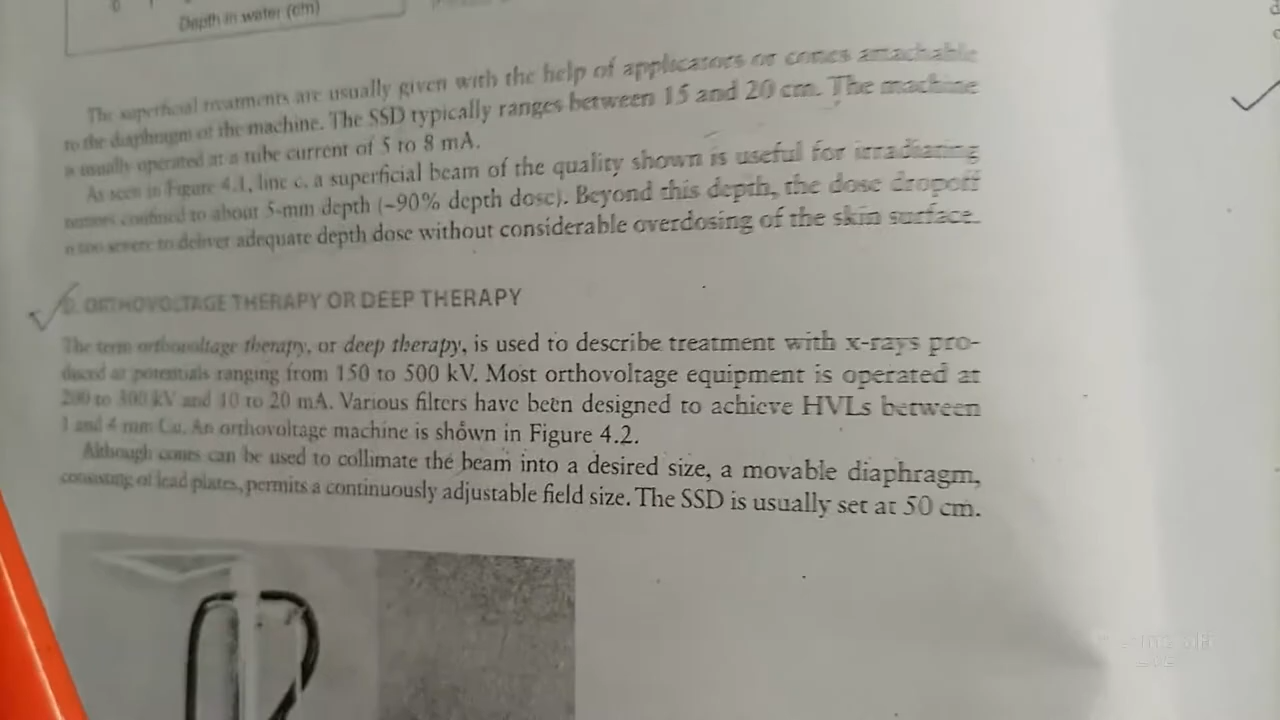 0
Depth in water (cm)
The superficial treatments are usually given with the help of applicators or cones attachable
to the diaphragm of the machine. The SSD typically ranges between 15 and 20 cm. The machine
is usually operated at a tube current of 5 to 8 mA.
As seen in Figure 4.1, line c, a superficial beam of the quality shown is useful for irradiating
tumors confined to about 5-mm depth (~90% depth dose). Beyond this depth, the dose dropoff
is too severe to deliver adequate depth dose without considerable overdosing of the skin surface.
D. ORTHOVOLTAGE THERAPY OR DEEP THERAPY
The term orthovoltage therapy, or deep therapy, is used to describe treatment with x-rays pro-
duced at potentials ranging from 150 to 500 kV. Most orthovoltage equipment is operated at
200 to 300 kV and 10 to 20 mA. Various filters have been designed to achieve HVLs between
1 and 4 mm Cu. An orthovoltage machine is shown in Figure 4.2.
Although cones can be used to collimate the beam into a desired size, a movable diaphragm,
consisting of lead plates, permits a continuously adjustable field size. The SSD is usually set at 50 cm.